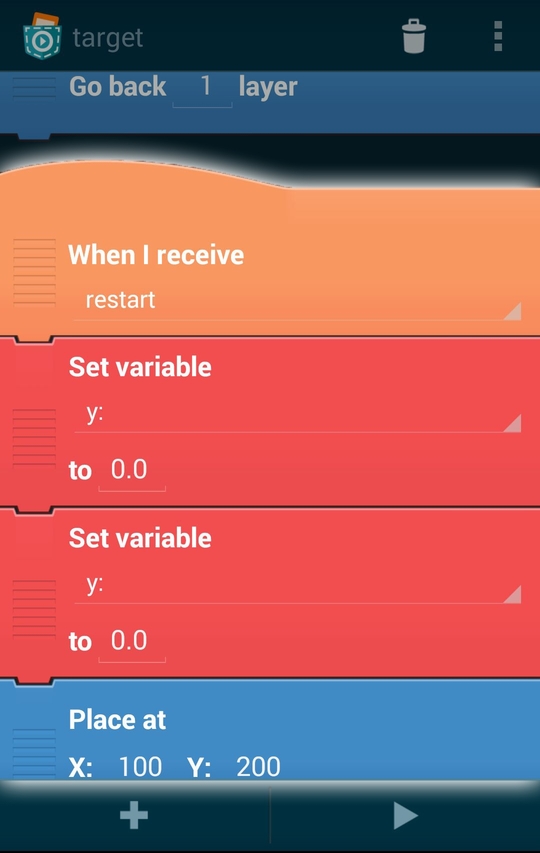 target
Go back 1 layer
When I receive
restart
Set variable
y:
to 0.0
Set variable
y:
to 0.0
Place at
X: 100 Y: 200